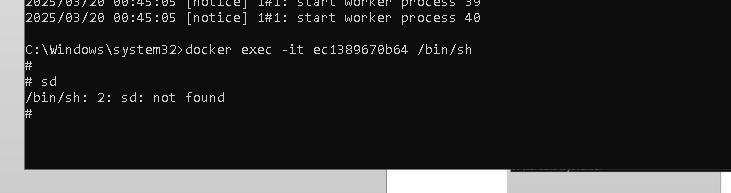 2025/03/20 00:45:05 [notice] 1#1: start worker process 39
2025/03/20 00:45:05 [notice] 1#1: start worker process 40
C:\Windows\system32>docker exec -it ec1389670b64 /bin/sh
#
# sd
/bin/sh: 2: sd: not found
#